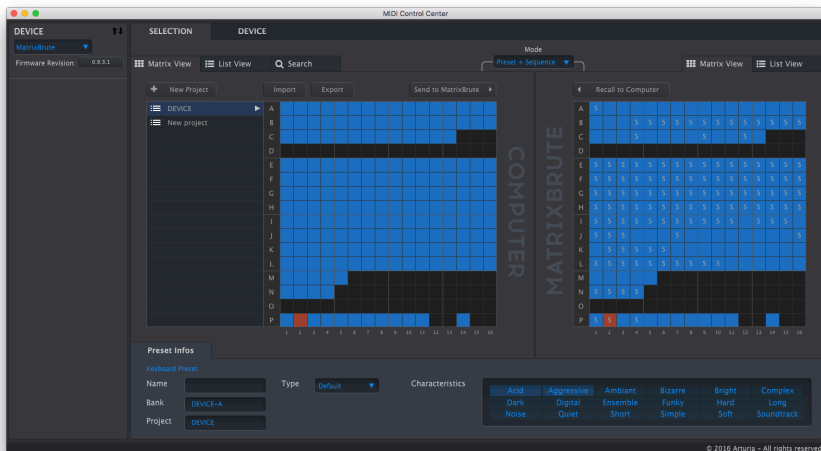 MIDI Control Center
DEVICE
MatrixBrute
Firmware Revision: 0.9.3.1
SELECTION DEVICE
Mode
Preset + Sequence
Matrix View List View Search
Matrix View List View
New Project Import Export Send to MatrixBrute
Recall to Computer
DEVICE
New project
COMPUTER
MATRIXBRUTE
A S
B S S S S S S S S S S S S S
C S S S
D
E S S S S S S S S S S S S S S S S
F S S S S S S S S S S S S S S S S
G S S S S S S S S S S S S S S S S
H S S S S S S S S S S S S S S S S
I S S S S S S S S S S S S S S
J S S S S S
K S S S S S
L S S S S S S S S S S
M
N S S S S
O
P S S S
1 2 3 4 5 6 7 8 9 10 11 12 13 14 15 16
A
B
C
D
E
F
G
H
I
J
K
L
M
N
O
P
1 2 3 4 5 6 7 8 9 10 11 12 13 14 15 16
Preset Infos
Keyboard Preset
Name Type Default Characteristics
Bank DEVICE-A
Project DEVICE
Acid Aggressive Ambiant Bizarre Bright Complex
Dark Digital Ensemble Funky Hard Long
Noise Quiet Short Simple Soft Soundtrack
© 2016 Arturia - All rights reserved